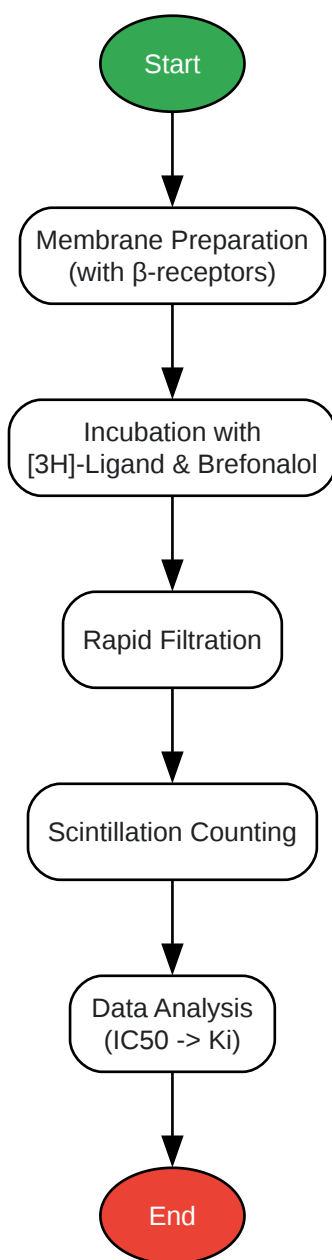 Start
Membrane Preparation
(with β-receptors)
Incubation with
[3H]-Ligand & Brefonalol
Rapid Filtration
Scintillation Counting
Data Analysis
(IC50 -> Ki)
End